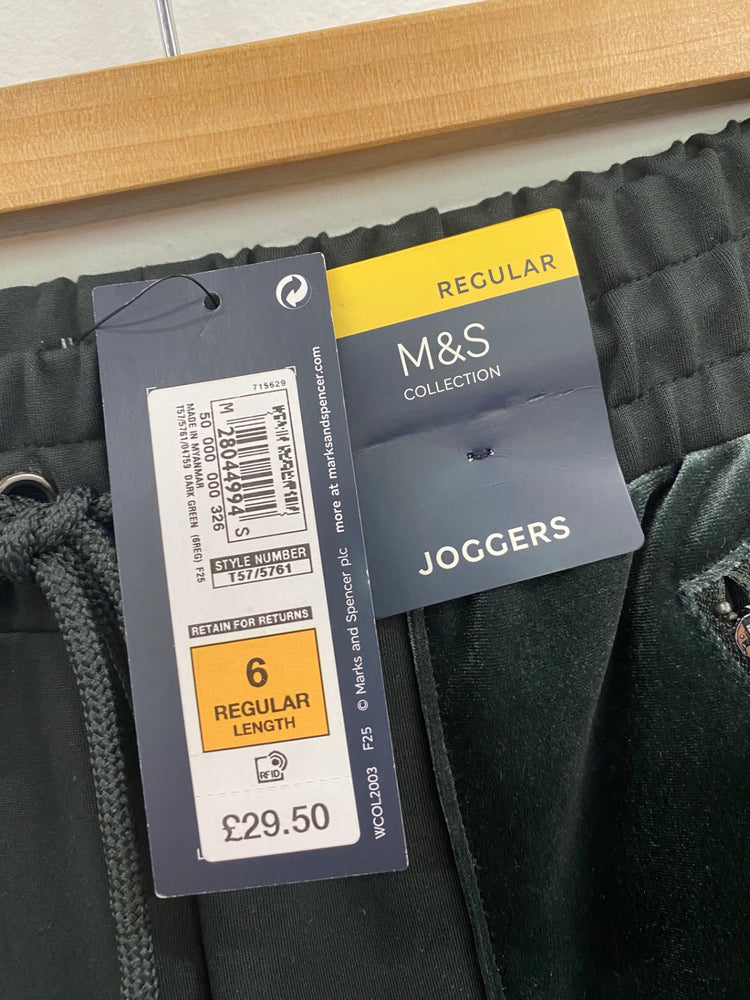 REGULAR
M&S
COLLECTION
JOGGERS
715629
M 28044994 S
50 000 000 326
MADE IN MYANMAR
T57/5761/04759 DARK GREEN (6REG) F25
STYLE NUMBER
T57/5761
RETAIN FOR RETURNS
6
REGULAR
LENGTH
RFID
£29.50
WCOL2003 F25 © Marks and Spencer plc more at marksandspencer.com